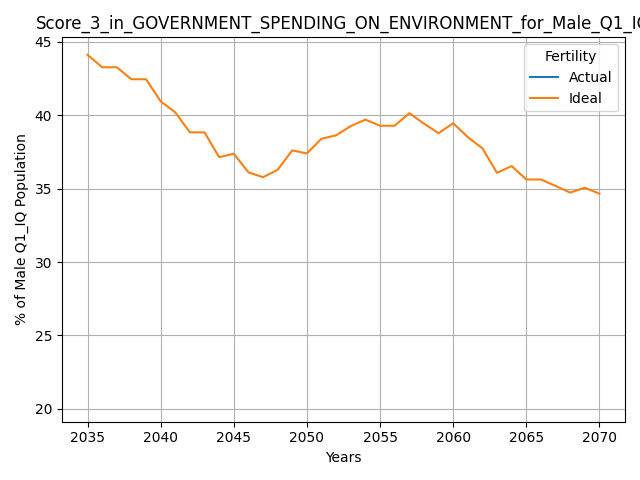 Score_3_in_GOVERNMENT_SPENDING_ON_ENVIRONMENT_for_Male_Q1_IQ
Fertility
Actual
Ideal
% of Male Q1_IQ Population
45
40
35
30
25
20
2035 2040 2045 2050 2055 2060 2065 2070
Years